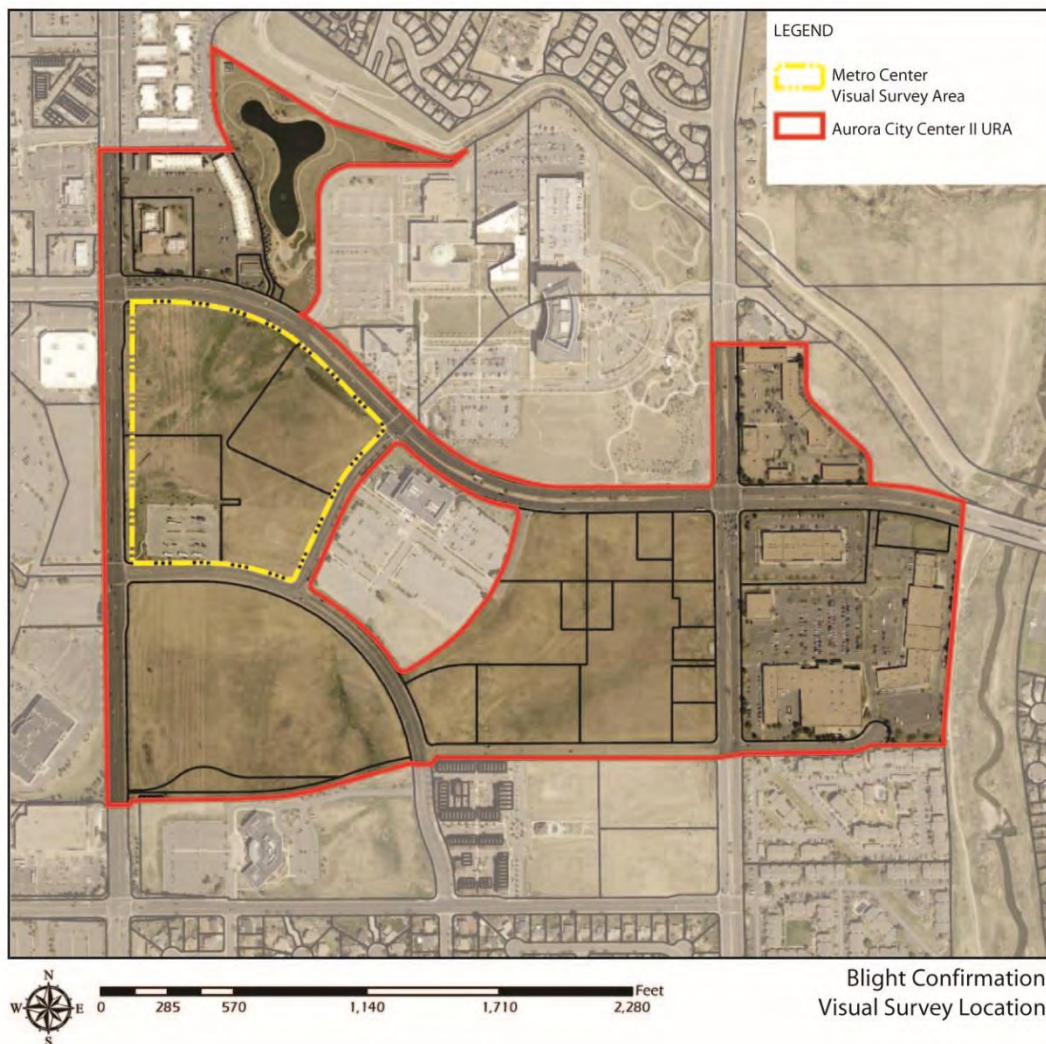 LEGEND
Metro Center
Visual Survey Area
Aurora City Center II URA
N
W E
S
0 285 570 1,140 1,710 2,280
Feet
Blight Confirmation
Visual Survey Location